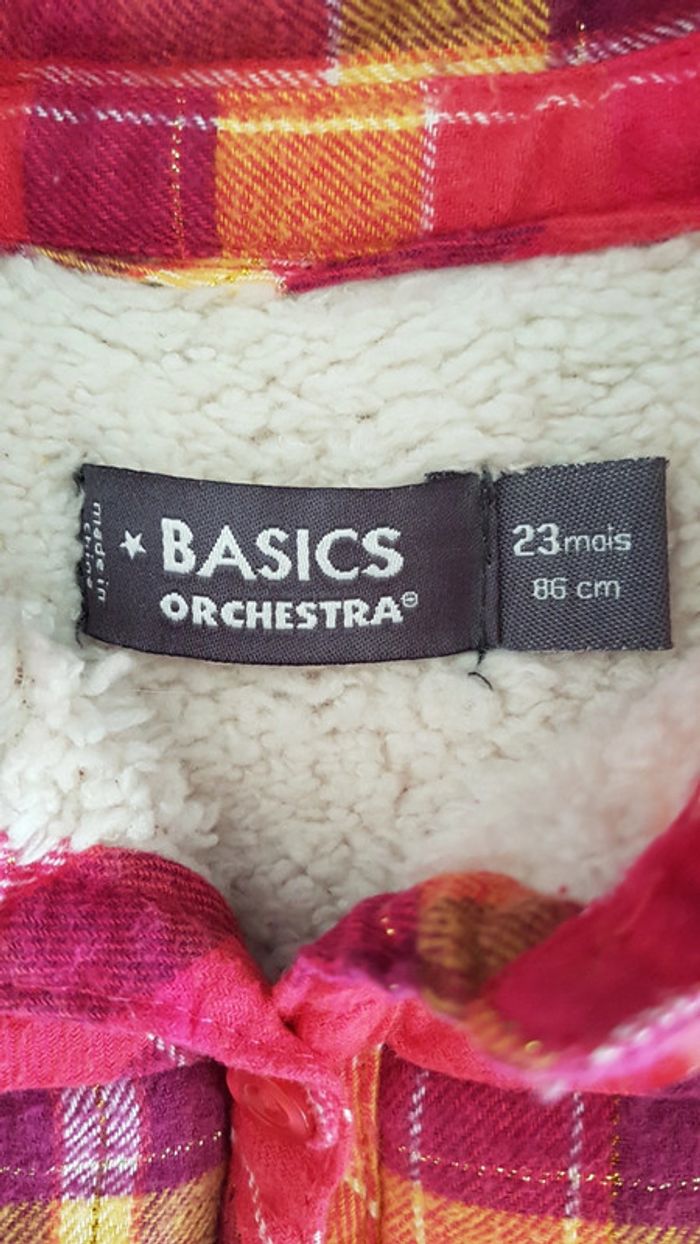 made in
china
BASICS
ORCHESTRA®
23mois
86 cm